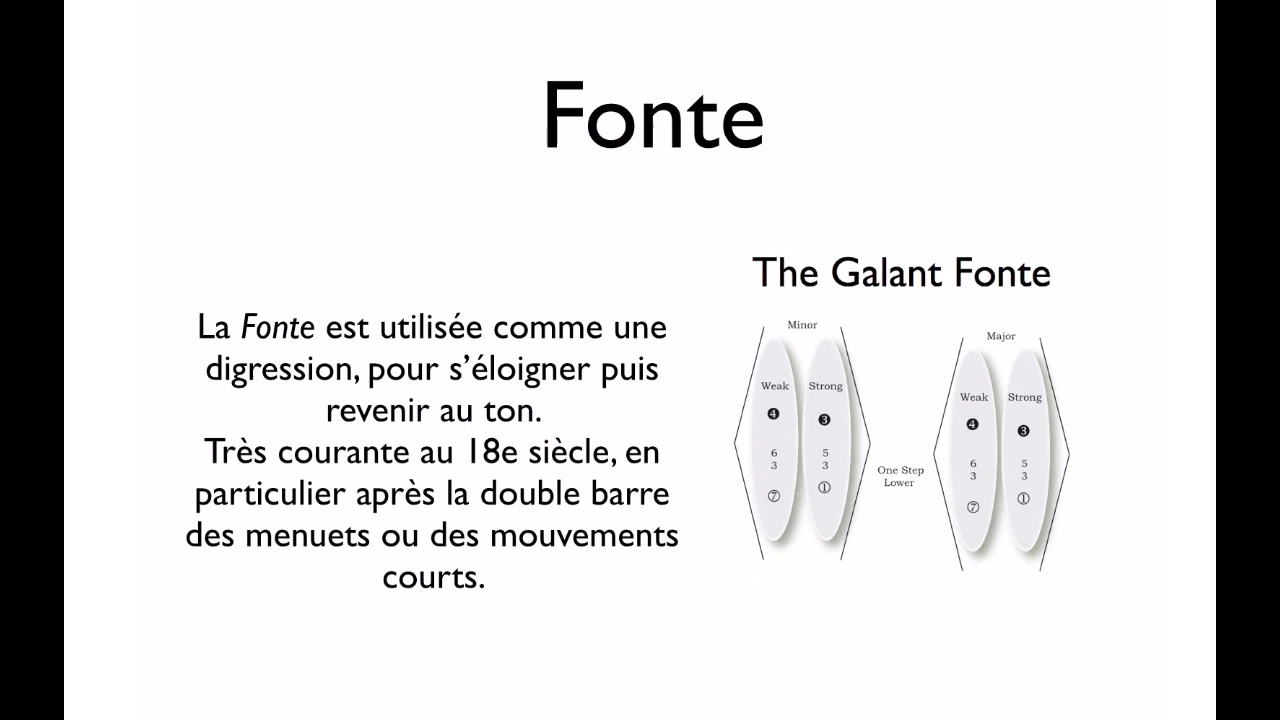 Fonte
La Fonte est utilisée comme une
digression, pour s’éloigner puis
revenir au ton.
Très courante au 18e siècle, en
particulier après la double barre
des menuets ou des mouvements
courts.
The Galant Fonte
Minor
Weak Strong
❹ ❸
6 5
3 3
⑦ ①
One Step
Lower
Major
Weak Strong
❹ ❸
6 5
3 3
⑦ ①